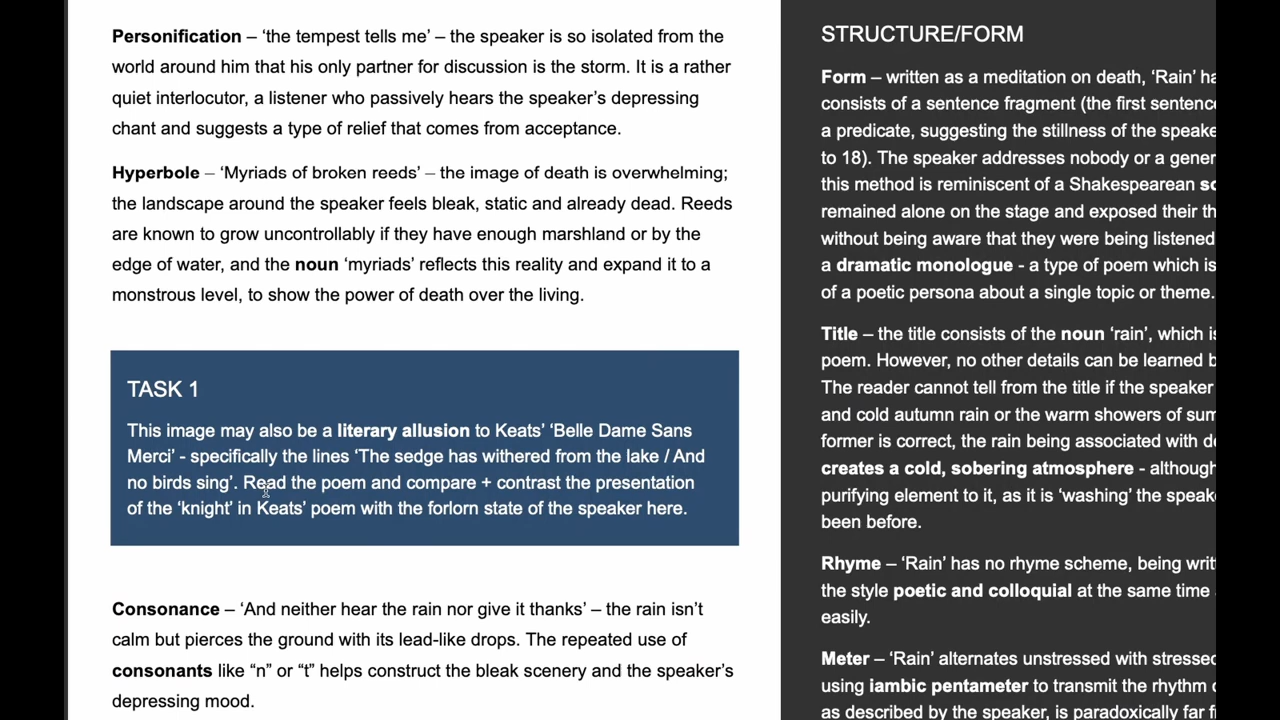 Personification – ‘the tempest tells me’ – the speaker is so isolated from the
world around him that his only partner for discussion is the storm. It is a rather
quiet interlocutor, a listener who passively hears the speaker’s depressing
chant and suggests a type of relief that comes from acceptance.
Hyperbole – ‘Myriads of broken reeds’ – the image of death is overwhelming;
the landscape around the speaker feels bleak, static and already dead. Reeds
are known to grow uncontrollably if they have enough marshland or by the
edge of water, and the noun ‘myriads’ reflects this reality and expand it to a
monstrous level, to show the power of death over the living.
TASK 1
This image may also be a literary allusion to Keats’ ‘Belle Dame Sans
Merci’ - specifically the lines ‘The sedge has withered from the lake / And
no birds sing’. Read the poem and compare + contrast the presentation
of the ‘knight’ in Keats’ poem with the forlorn state of the speaker here.
Consonance – ‘And neither hear the rain nor give it thanks’ – the rain isn’t
calm but pierces the ground with its lead-like drops. The repeated use of
consonants like “n” or “t” helps construct the bleak scenery and the speaker’s
depressing mood.
STRUCTURE/FORM
Form – written as a meditation on death, ‘Rain’
consists of a sentence fragment (the first sentence
a predicate, suggesting the stillness of the
to 18). The speaker addresses nobody or a
this method is reminiscent of a Shakespearean
remained alone on the stage and exposed their
without being aware that they were being listened
a dramatic monologue - a type of poem which is
of a poetic persona about a single topic or theme.
Title – the title consists of the noun ‘rain’, which
poem. However, no other details can be learned
The reader cannot tell from the title if the speaker
and cold autumn rain or the warm showers of
former is correct, the rain being associated with
creates a cold, sobering atmosphere - although
purifying element to it, as it is ‘washing’ the
been before.
Rhyme – ‘Rain’ has no rhyme scheme, being
the style poetic and colloquial at the same time
easily.
Meter – ‘Rain’ alternates unstressed with stressed
using iambic pentameter to transmit the rhythm
as described by the speaker, is paradoxically far